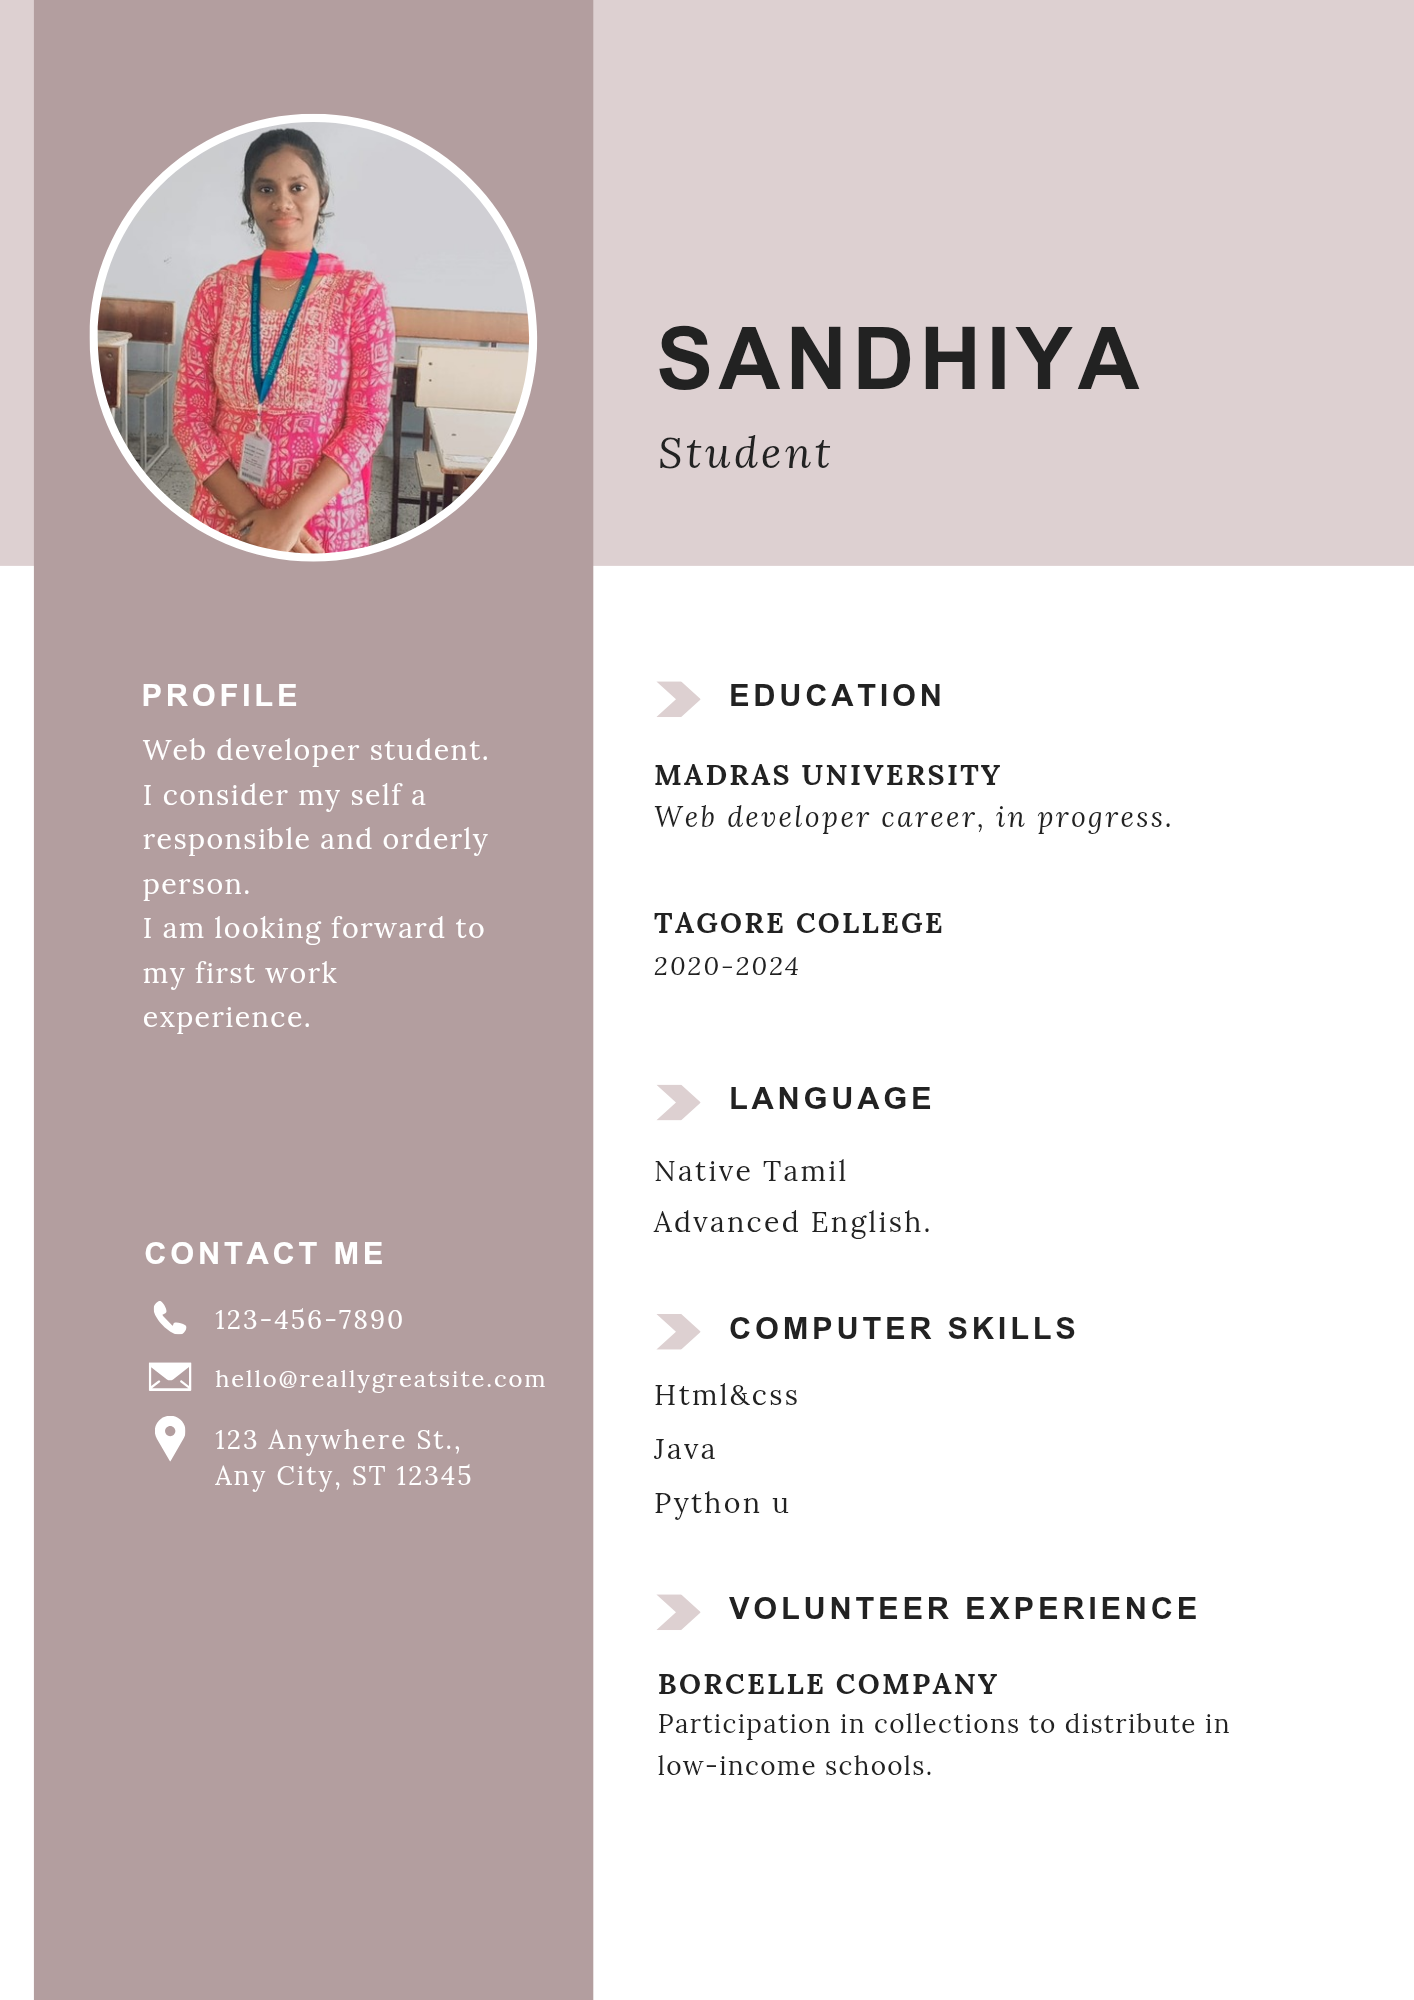 SANDHIYA
Student
PROFILE
Web developer student.
I consider my self a
responsible and orderly
person.
I am looking forward to
my first work
experience.
CONTACT ME
123-456-7890
hello@reallygreatsite.com
123 Anywhere St.,
Any City, ST 12345
EDUCATION
MADRAS UNIVERSITY
Web developer career, in progress.
TAGORE COLLEGE
2020-2024
LANGUAGE
Native Tamil
Advanced English.
COMPUTER SKILLS
Html&css
Java
Python u
VOLUNTEER EXPERIENCE
BORCELLE COMPANY
Participation in collections to distribute in
low-income schools.